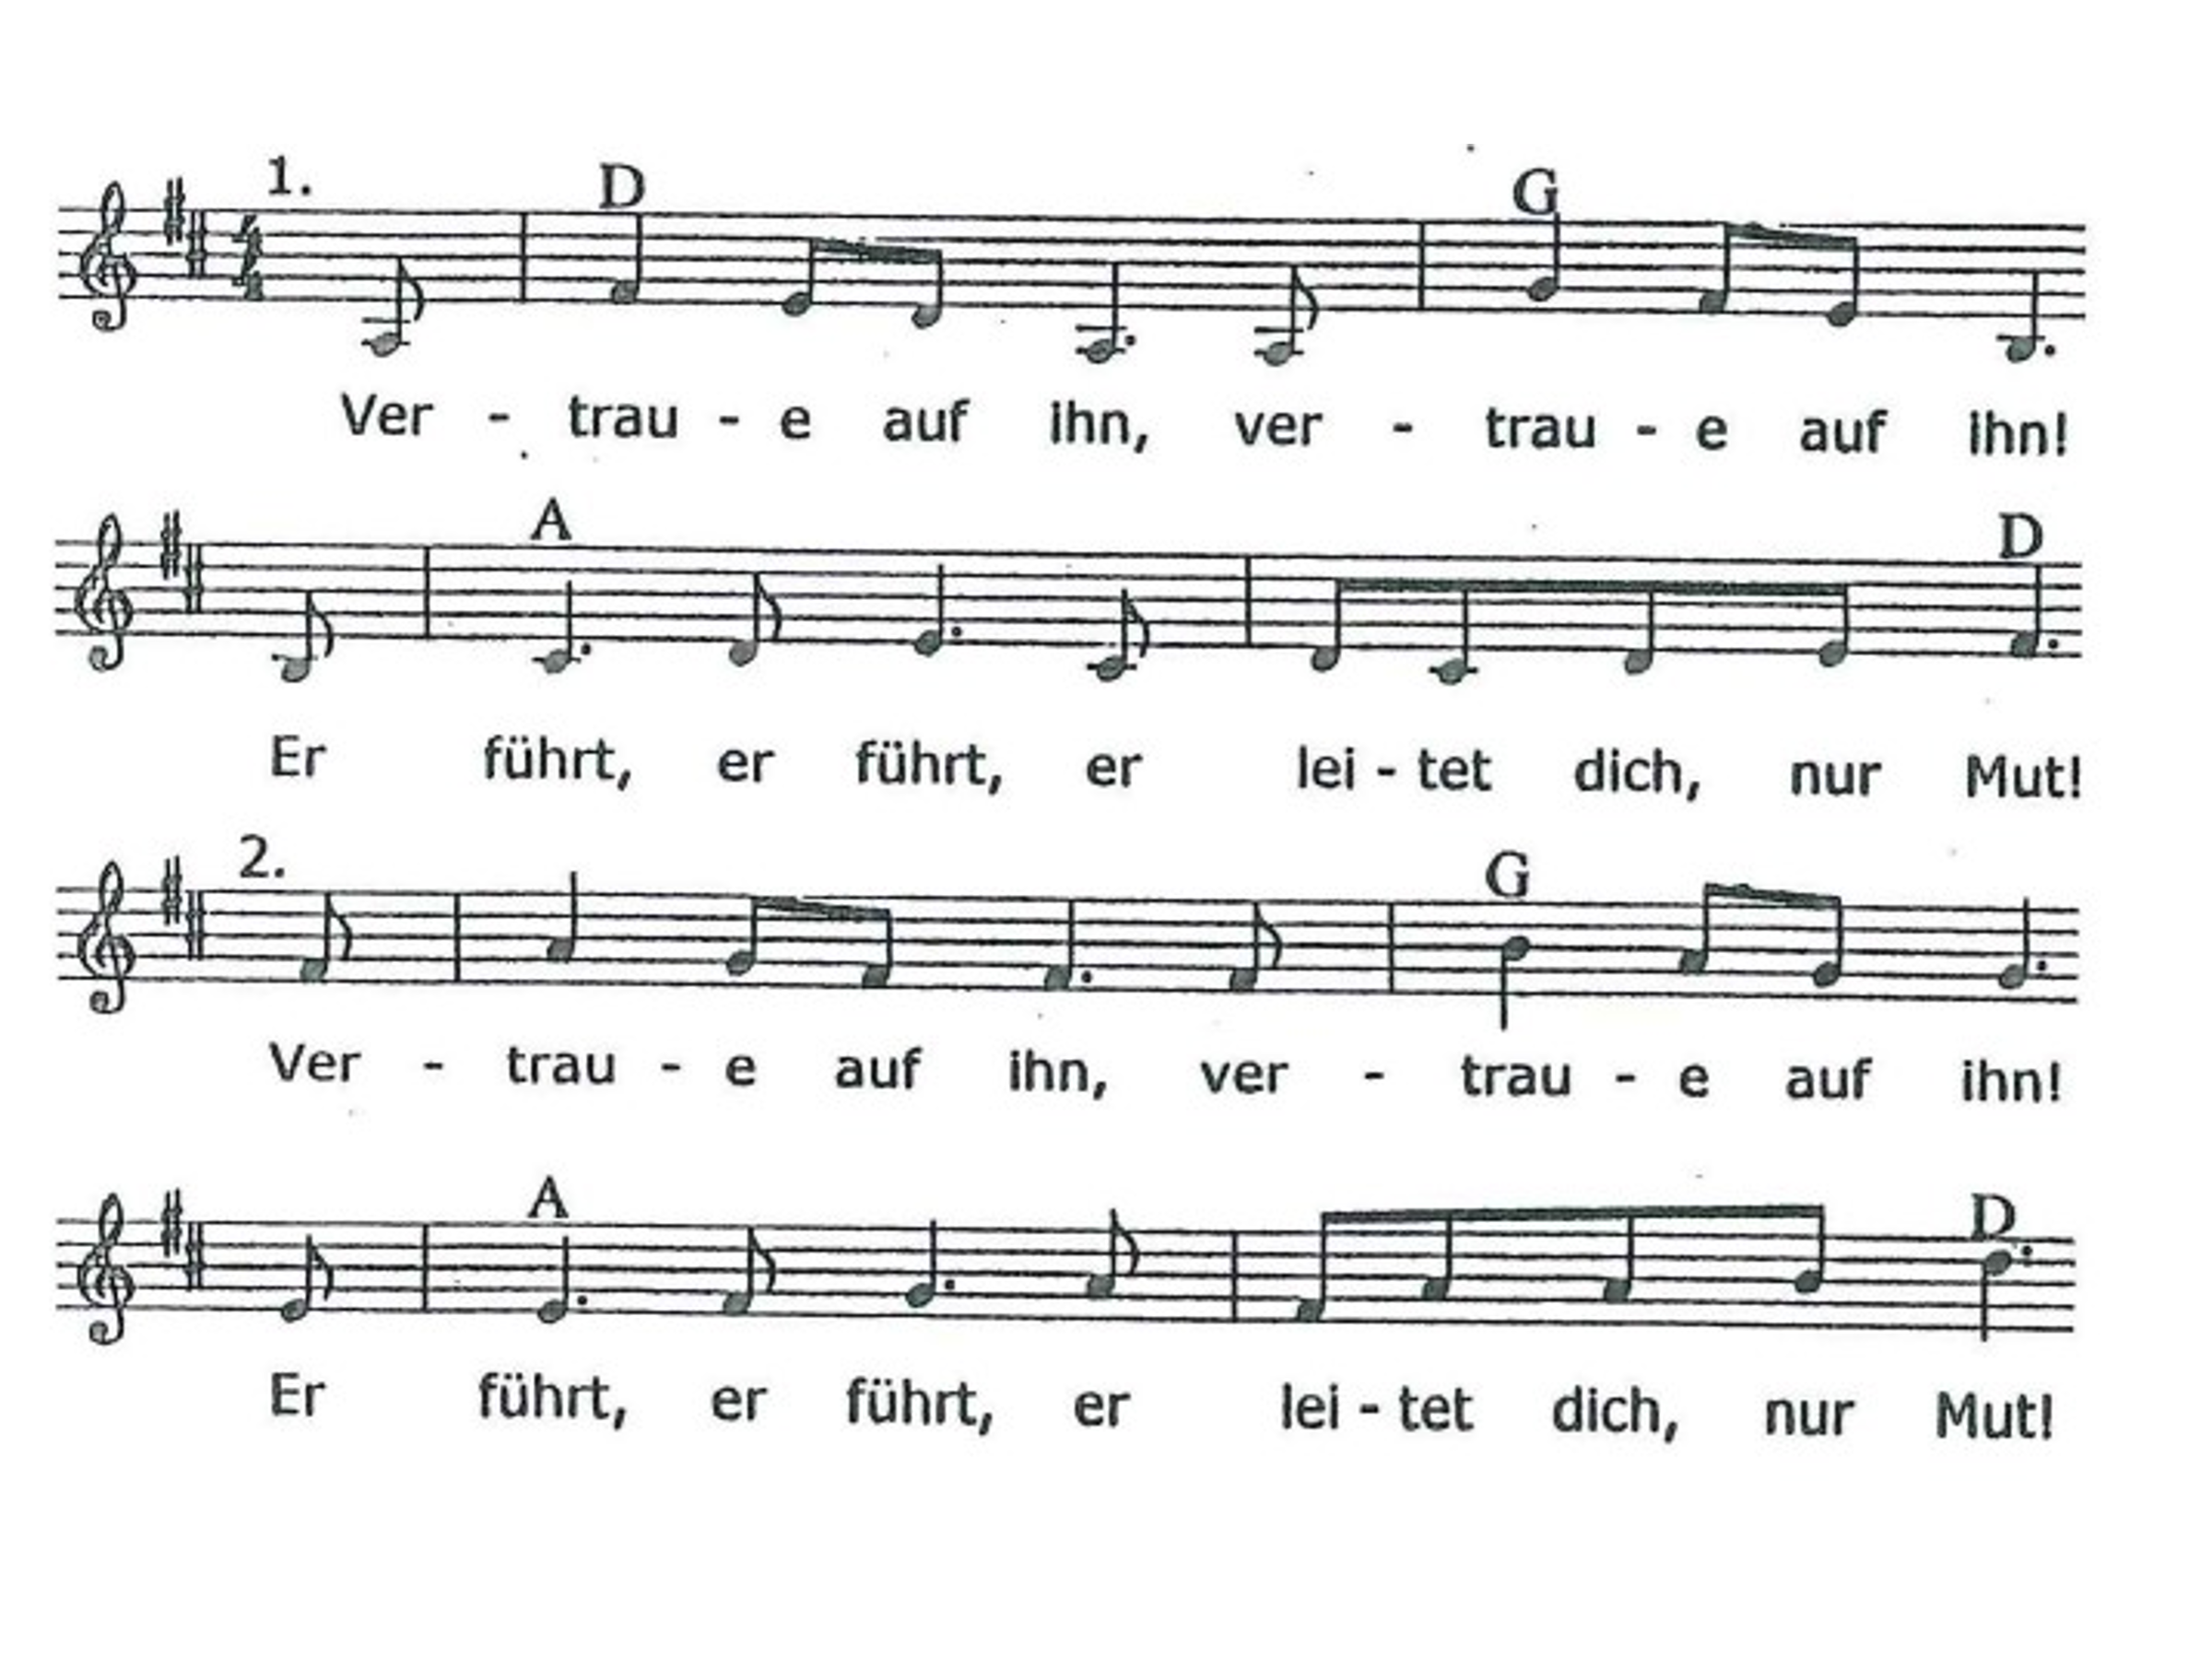 1. D G
Ver - trau - e auf ihn, ver - trau - e auf ihn!
A D
Er führt, er führt, er lei - tet dich, nur Mut!
2. G
Ver - trau - e auf ihn, ver - trau - e auf ihn!
A D
Er führt, er führt, er lei - tet dich, nur Mut!